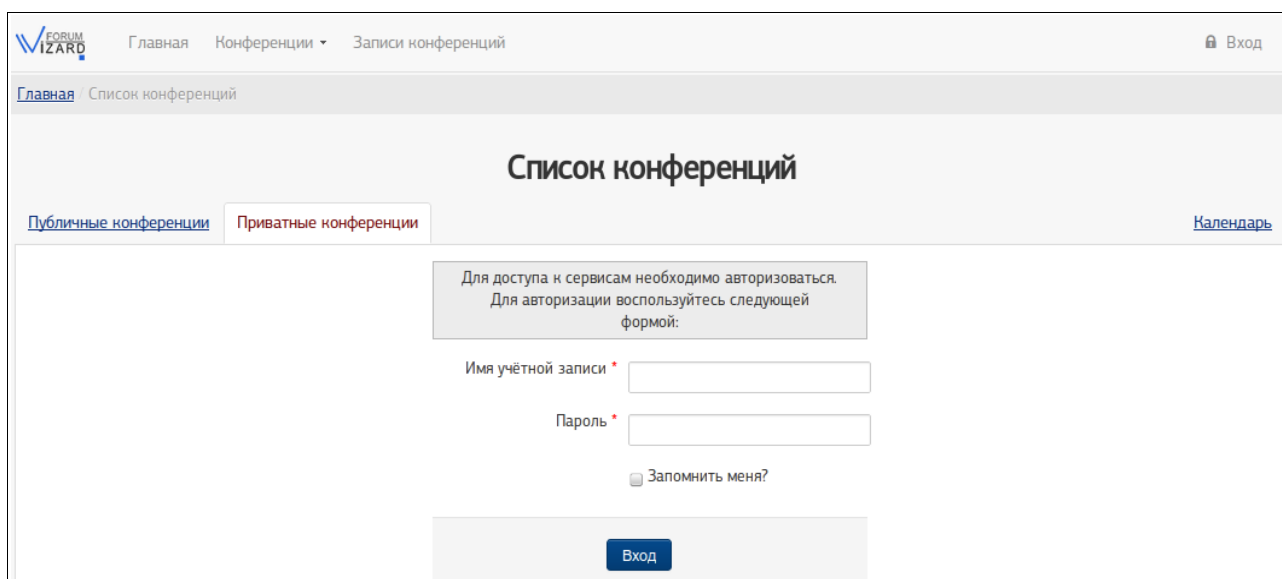 FORUM
WIZARD
Главная Конференции Записи конференций Вход
Главная / Список конференций
Список конференций
Публичные конференции Приватные конференции Календарь
Для доступа к сервисам необходимо авторизоваться.
Для авторизации воспользуйтесь следующей
формой:
Имя учётной записи *
Пароль *
Запомнить меня?
Вход